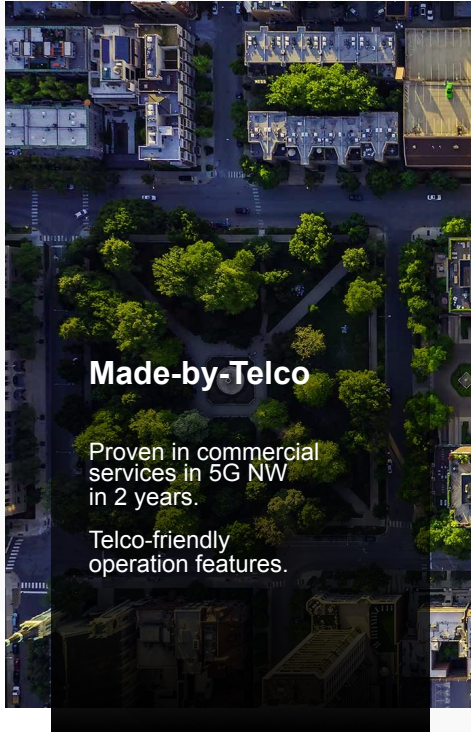 Made-by-Telco
Proven in commercial
services in 5G NW
in 2 years.
Telco-friendly
operation features.